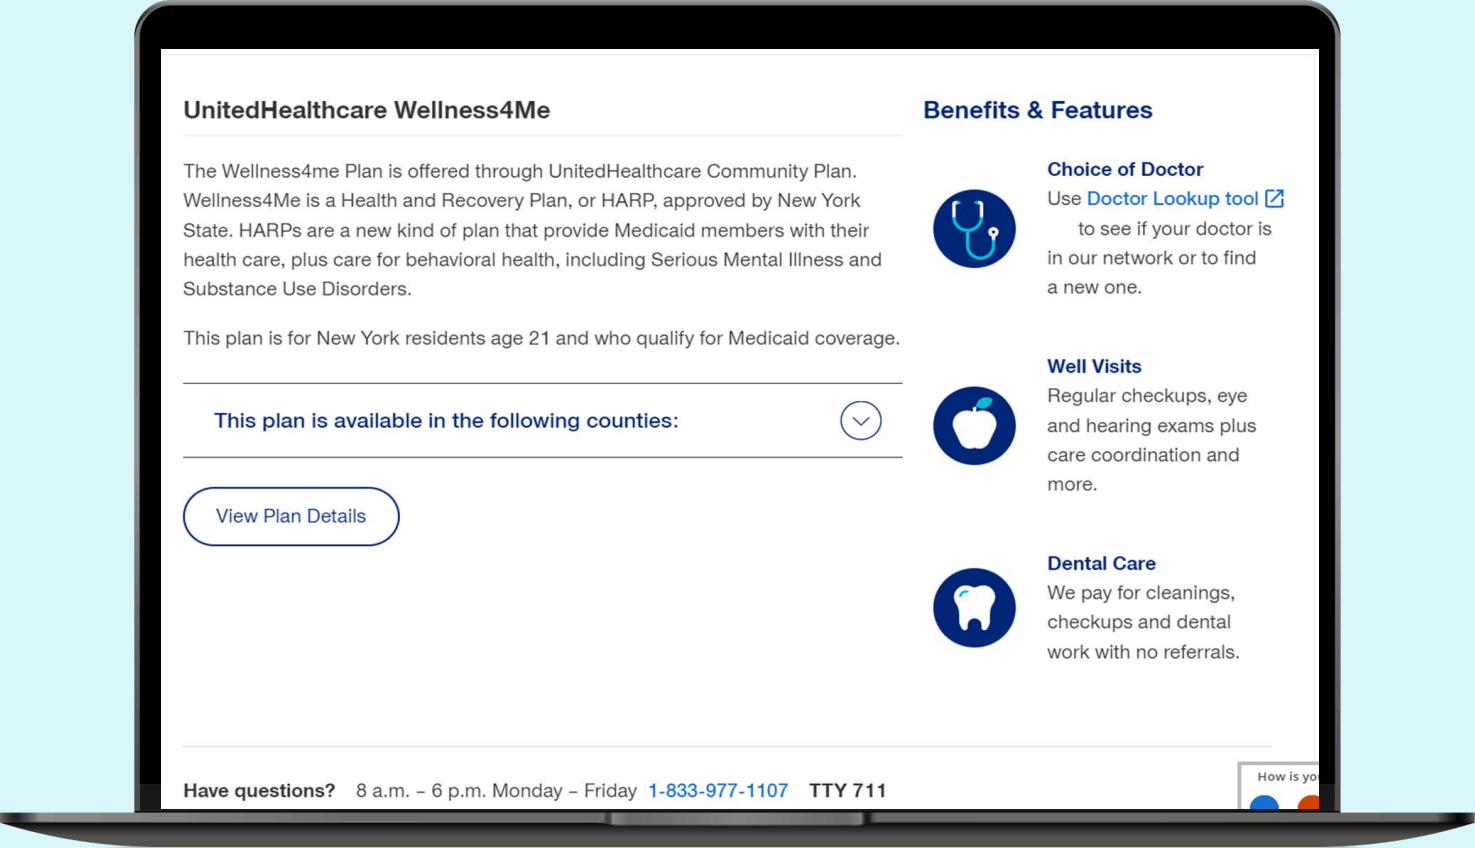 UnitedHealthcare Wellness4Me
The Wellness4me Plan is offered through UnitedHealthcare Community Plan.
Wellness4Me is a Health and Recovery Plan, or HARP, approved by New York
State. HARPs are a new kind of plan that provide Medicaid members with their
health care, plus care for behavioral health, including Serious Mental Illness and
Substance Use Disorders.
This plan is for New York residents age 21 and who qualify for Medicaid coverage.
This plan is available in the following counties:
View Plan Details
Benefits & Features
Choice of Doctor
Use Doctor Lookup tool
to see if your doctor is
in our network or to find
a new one.
Well Visits
Regular checkups, eye
and hearing exams plus
care coordination and
more.
Dental Care
We pay for cleanings,
checkups and dental
work with no referrals.
Have questions? 8 a.m. – 6 p.m. Monday – Friday 1-833-977-1107 TTY 711
How is